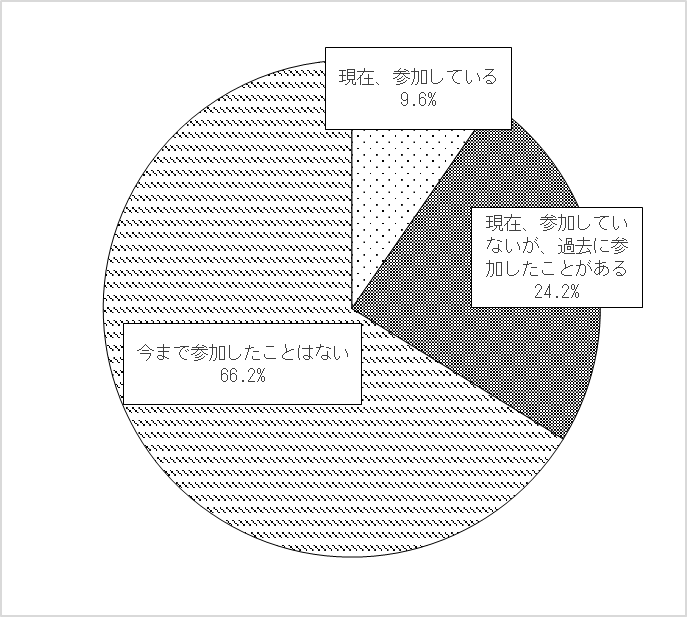 現在、参加している
9.6%
現在、参加してい
ないが、過去に参
加したことがある
24.2%
今まで参加したことはない
66.2%